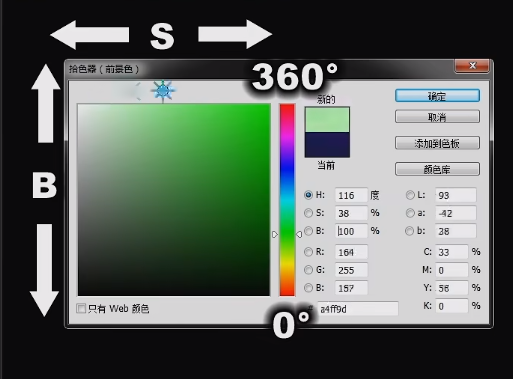 S
拾色器（前景色）
360°
新的
确定
取消
B
添加到色板
当前
颜色库
H: 116 度
L: 93
S: 38 %
a: -42
B: 100 %
b: 38
R: 164
C: 33 %
G: 255
M: 0 %
B: 157
Y: 56 %
只有 Web 颜色
# a4ff9d
K: 0 %
0°